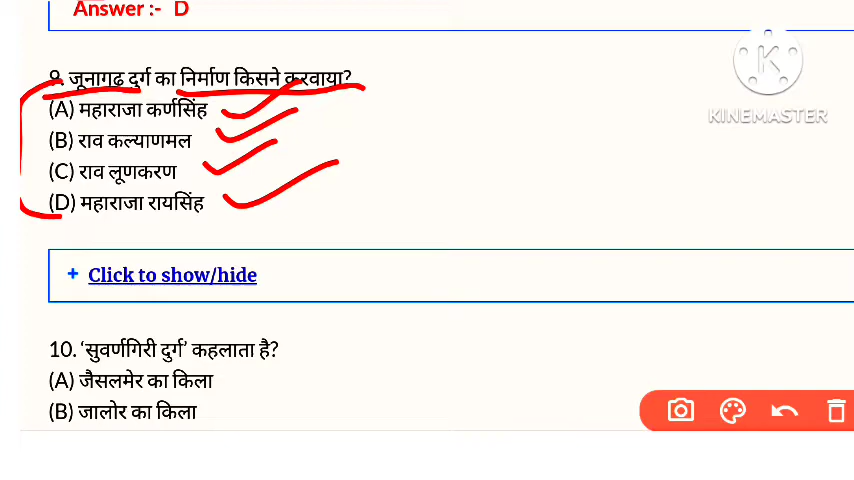 Answer :- D
9. जूनागढ़ दुर्ग का निर्माण किसने करवाया?
(A) महाराजा कर्णसिंह
(B) राव कल्याणमल
(C) राव लूणकरण
(D) महाराजा रायसिंह
KINEMASTER
+ Click to show/hide
10. 'सुवर्णगिरी दुर्ग' कहलाता है?
(A) जैसलमेर का किला
(B) जालोर का किला